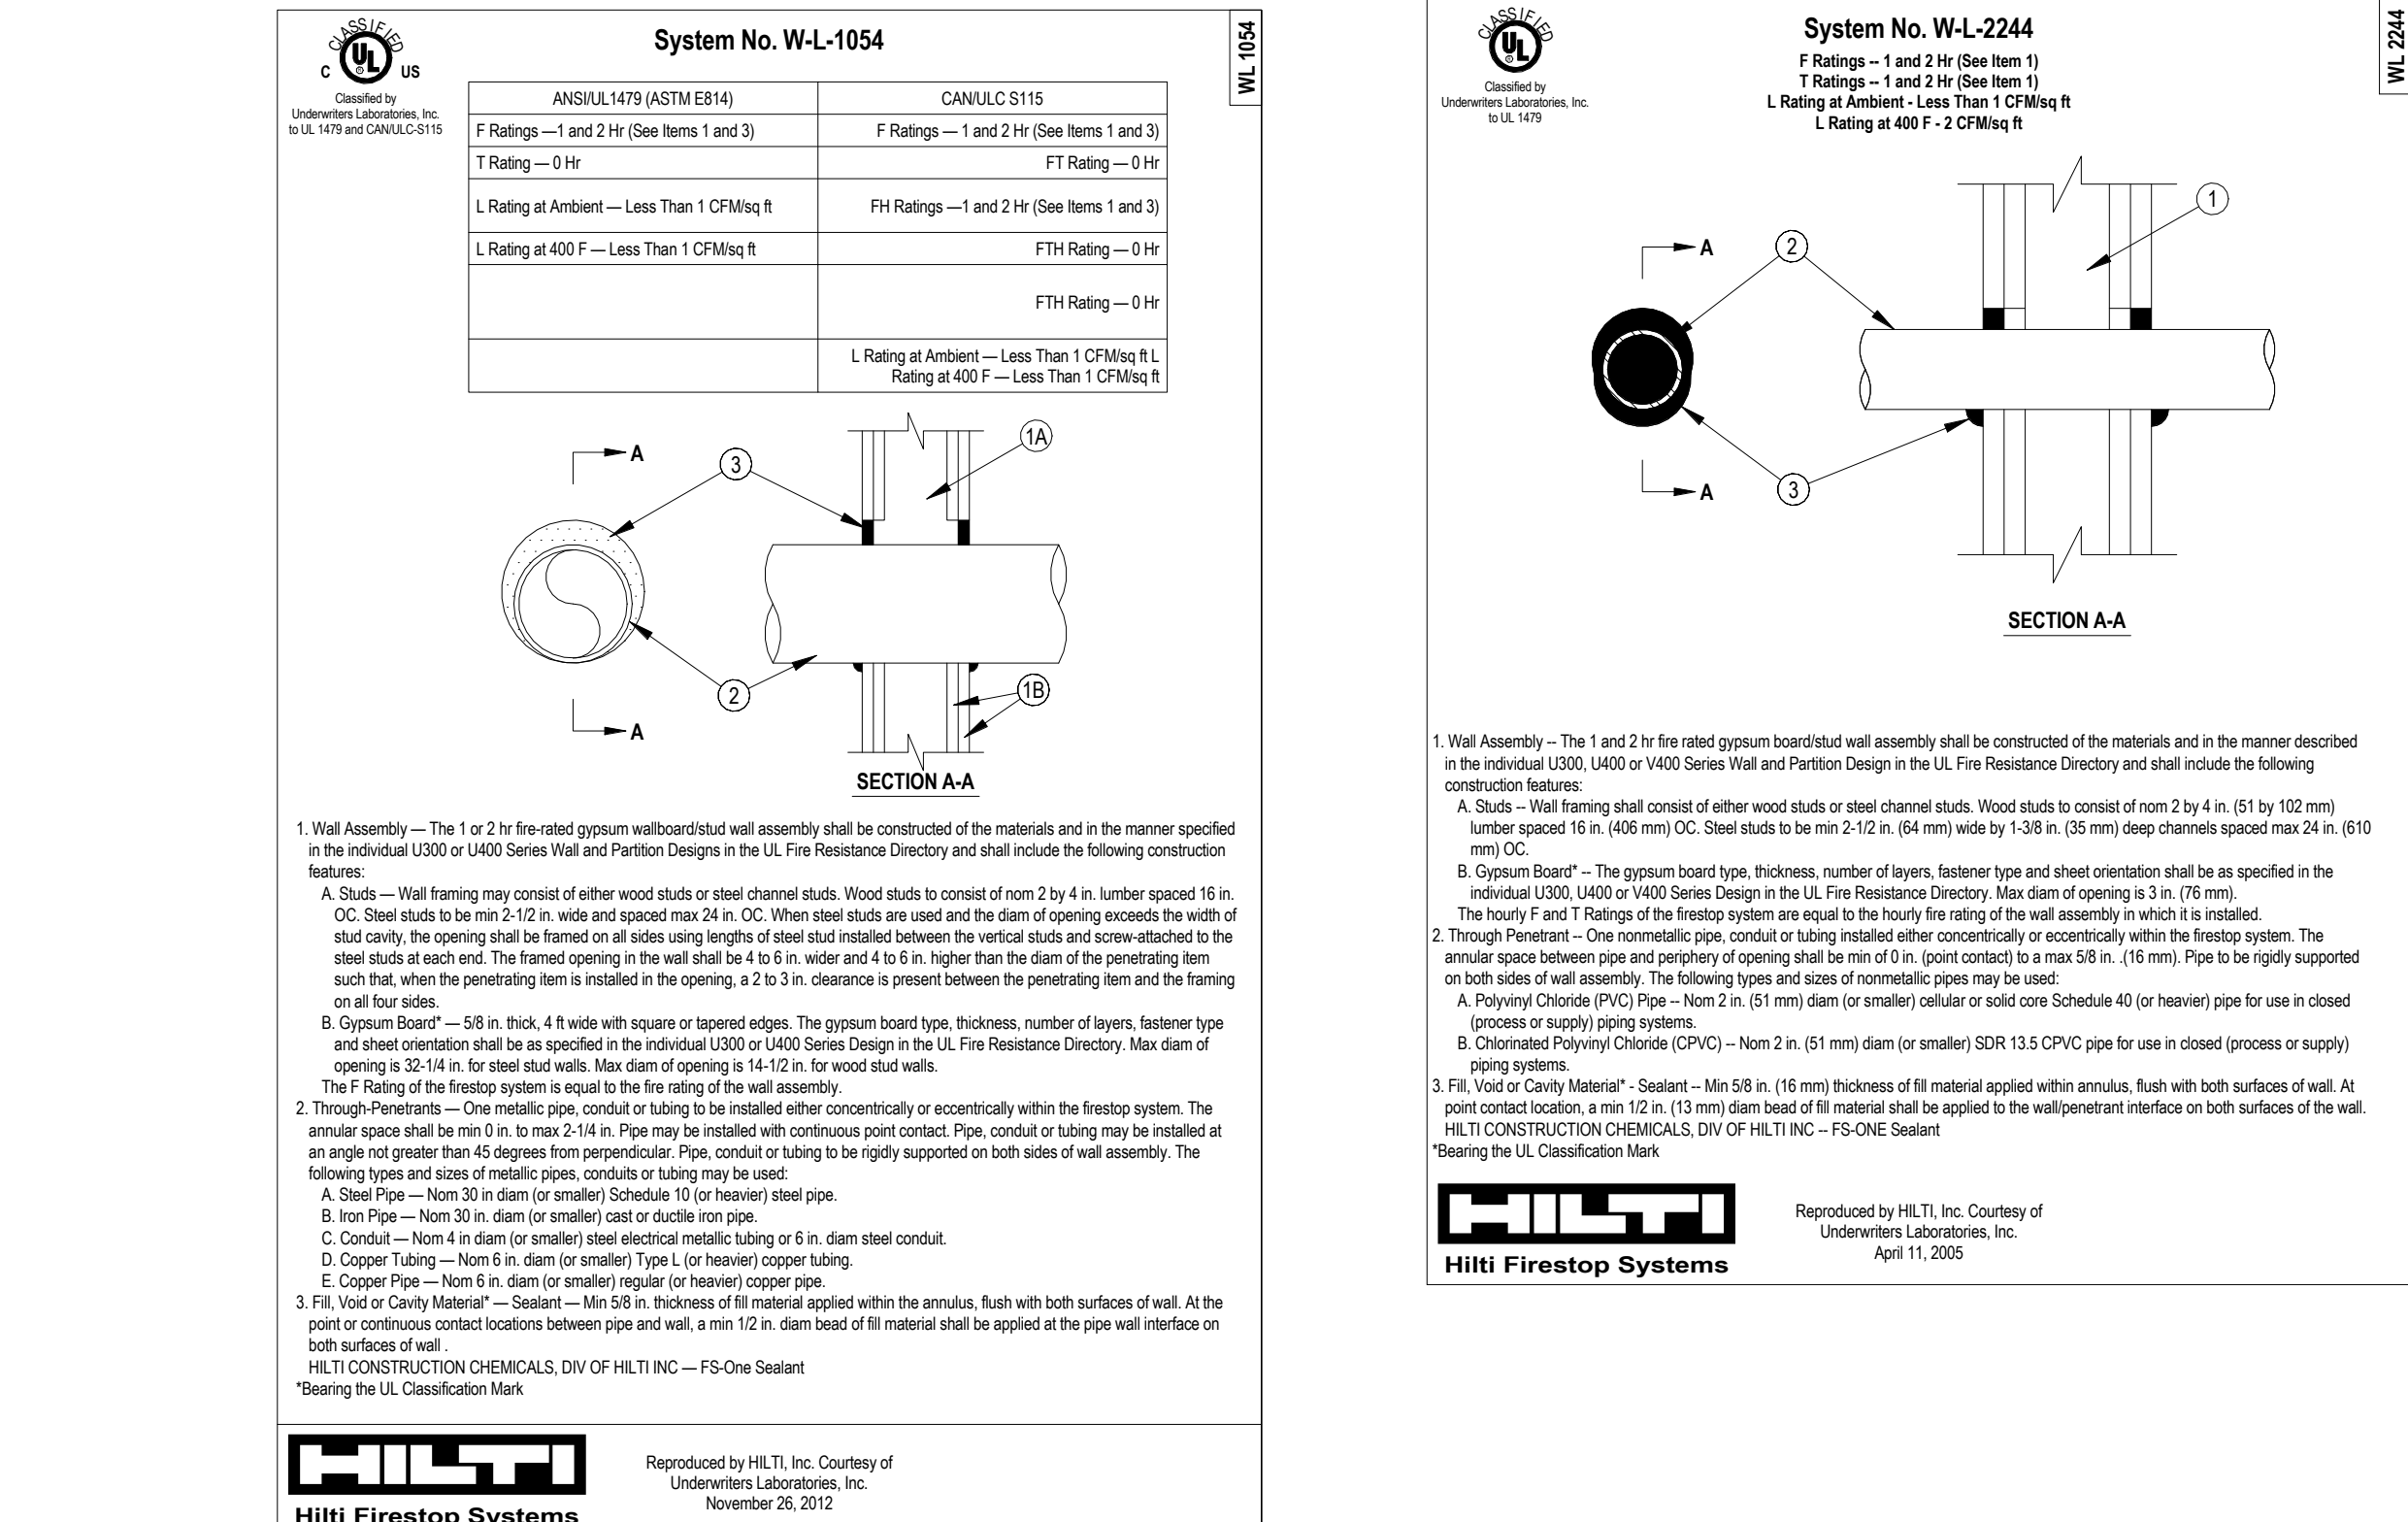 CLASSIFIED
UL
C
US
Classified by
Underwriters Laboratories, Inc.
to UL 1479 and CAN/ULC-S115
System No. W-L-1054
WL 1054
ANSI/UL1479 (ASTM E814)
CAN/ULC S115
F Ratings —1 and 2 Hr (See Items 1 and 3)
F Ratings — 1 and 2 Hr (See Items 1 and 3)
T Rating — 0 Hr
FT Rating — 0 Hr
L Rating at Ambient — Less Than 1 CFM/sq ft
FH Ratings —1 and 2 Hr (See Items 1 and 3)
L Rating at 400 F — Less Than 1 CFM/sq ft
FTH Rating — 0 Hr
FTH Rating — 0 Hr
L Rating at Ambient — Less Than 1 CFM/sq ft L
Rating at 400 F — Less Than 1 CFM/sq ft
A
3
1A
2
1B
A
SECTION A-A
1. Wall Assembly — The 1 or 2 hr fire-rated gypsum wallboard/stud wall assembly shall be constructed of the materials and in the manner specified
in the individual U300 or U400 Series Wall and Partition Designs in the UL Fire Resistance Directory and shall include the following construction
features:
A. Studs — Wall framing may consist of either wood studs or steel channel studs. Wood studs to consist of nom 2 by 4 in. lumber spaced 16 in.
OC. Steel studs to be min 2-1/2 in. wide and spaced max 24 in. OC. When steel studs are used and the diam of opening exceeds the width of
stud cavity, the opening shall be framed on all sides using lengths of steel stud installed between the vertical studs and screw-attached to the
steel studs at each end. The framed opening in the wall shall be 4 to 6 in. wider and 4 to 6 in. higher than the diam of the penetrating item
such that, when the penetrating item is installed in the opening, a 2 to 3 in. clearance is present between the penetrating item and the framing
on all four sides.
B. Gypsum Board* — 5/8 in. thick, 4 ft wide with square or tapered edges. The gypsum board type, thickness, number of layers, fastener type
and sheet orientation shall be as specified in the individual U300 or U400 Series Design in the UL Fire Resistance Directory. Max diam of
opening is 32-1/4 in. for steel stud walls. Max diam of opening is 14-1/2 in. for wood stud walls.
The F Rating of the firestop system is equal to the fire rating of the wall assembly.
2. Through-Penetrants — One metallic pipe, conduit or tubing to be installed either concentrically or eccentrically within the firestop system. The
annular space shall be min 0 in. to max 2-1/4 in. Pipe may be installed with continuous point contact. Pipe, conduit or tubing may be installed at
an angle not greater than 45 degrees from perpendicular. Pipe, conduit or tubing to be rigidly supported on both sides of wall assembly. The
following types and sizes of metallic pipes, conduits or tubing may be used:
A. Steel Pipe — Nom 30 in diam (or smaller) Schedule 10 (or heavier) steel pipe.
B. Iron Pipe — Nom 30 in. diam (or smaller) cast or ductile iron pipe.
C. Conduit — Nom 4 in diam (or smaller) steel electrical metallic tubing or 6 in. diam steel conduit.
D. Copper Tubing — Nom 6 in. diam (or smaller) Type L (or heavier) copper tubing.
E. Copper Pipe — Nom 6 in. diam (or smaller) regular (or heavier) copper pipe.
3. Fill, Void or Cavity Material* — Sealant — Min 5/8 in. thickness of fill material applied within the annulus, flush with both surfaces of wall. At the
point or continuous contact locations between pipe and wall, a min 1/2 in. diam bead of fill material shall be applied at the pipe wall interface on
both surfaces of wall .
HILTI CONSTRUCTION CHEMICALS, DIV OF HILTI INC — FS-One Sealant
*Bearing the UL Classification Mark
HILTI
Hilti Firestop Systems
Reproduced by HILTI, Inc. Courtesy of
Underwriters Laboratories, Inc.
November 26, 2012
CLASSIFIED
UL
Classified by
Underwriters Laboratories, Inc.
to UL 1479
System No. W-L-2244
WL 2244
F Ratings -- 1 and 2 Hr (See Item 1)
T Ratings -- 1 and 2 Hr (See Item 1)
L Rating at Ambient - Less Than 1 CFM/sq ft
L Rating at 400 F - 2 CFM/sq ft
1
A
2
A
3
SECTION A-A
1. Wall Assembly -- The 1 and 2 hr fire rated gypsum board/stud wall assembly shall be constructed of the materials and in the manner described
in the individual U300, U400 or V400 Series Wall and Partition Design in the UL Fire Resistance Directory and shall include the following
construction features:
A. Studs -- Wall framing shall consist of either wood studs or steel channel studs. Wood studs to consist of nom 2 by 4 in. (51 by 102 mm)
lumber spaced 16 in. (406 mm) OC. Steel studs to be min 2-1/2 in. (64 mm) wide by 1-3/8 in. (35 mm) deep channels spaced max 24 in. (610
mm) OC.
B. Gypsum Board* -- The gypsum board type, thickness, number of layers, fastener type and sheet orientation shall be as specified in the
individual U300, U400 or V400 Series Design in the UL Fire Resistance Directory. Max diam of opening is 3 in. (76 mm).
The hourly F and T Ratings of the firestop system are equal to the hourly fire rating of the wall assembly in which it is installed.
2. Through Penetrant -- One nonmetallic pipe, conduit or tubing installed either concentrically or eccentrically within the firestop system. The
annular space between pipe and periphery of opening shall be min of 0 in. (point contact) to a max 5/8 in. .(16 mm). Pipe to be rigidly supported
on both sides of wall assembly. The following types and sizes of nonmetallic pipes may be used:
A. Polyvinyl Chloride (PVC) Pipe -- Nom 2 in. (51 mm) diam (or smaller) cellular or solid core Schedule 40 (or heavier) pipe for use in closed
(process or supply) piping systems.
B. Chlorinated Polyvinyl Chloride (CPVC) -- Nom 2 in. (51 mm) diam (or smaller) SDR 13.5 CPVC pipe for use in closed (process or supply)
piping systems.
3. Fill, Void or Cavity Material* - Sealant -- Min 5/8 in. (16 mm) thickness of fill material applied within annulus, flush with both surfaces of wall. At
point contact location, a min 1/2 in. (13 mm) diam bead of fill material shall be applied to the wall/penetrant interface on both surfaces of the wall.
HILTI CONSTRUCTION CHEMICALS, DIV OF HILTI INC -- FS-ONE Sealant
*Bearing the UL Classification Mark
HILTI
Hilti Firestop Systems
Reproduced by HILTI, Inc. Courtesy of
Underwriters Laboratories, Inc.
April 11, 2005